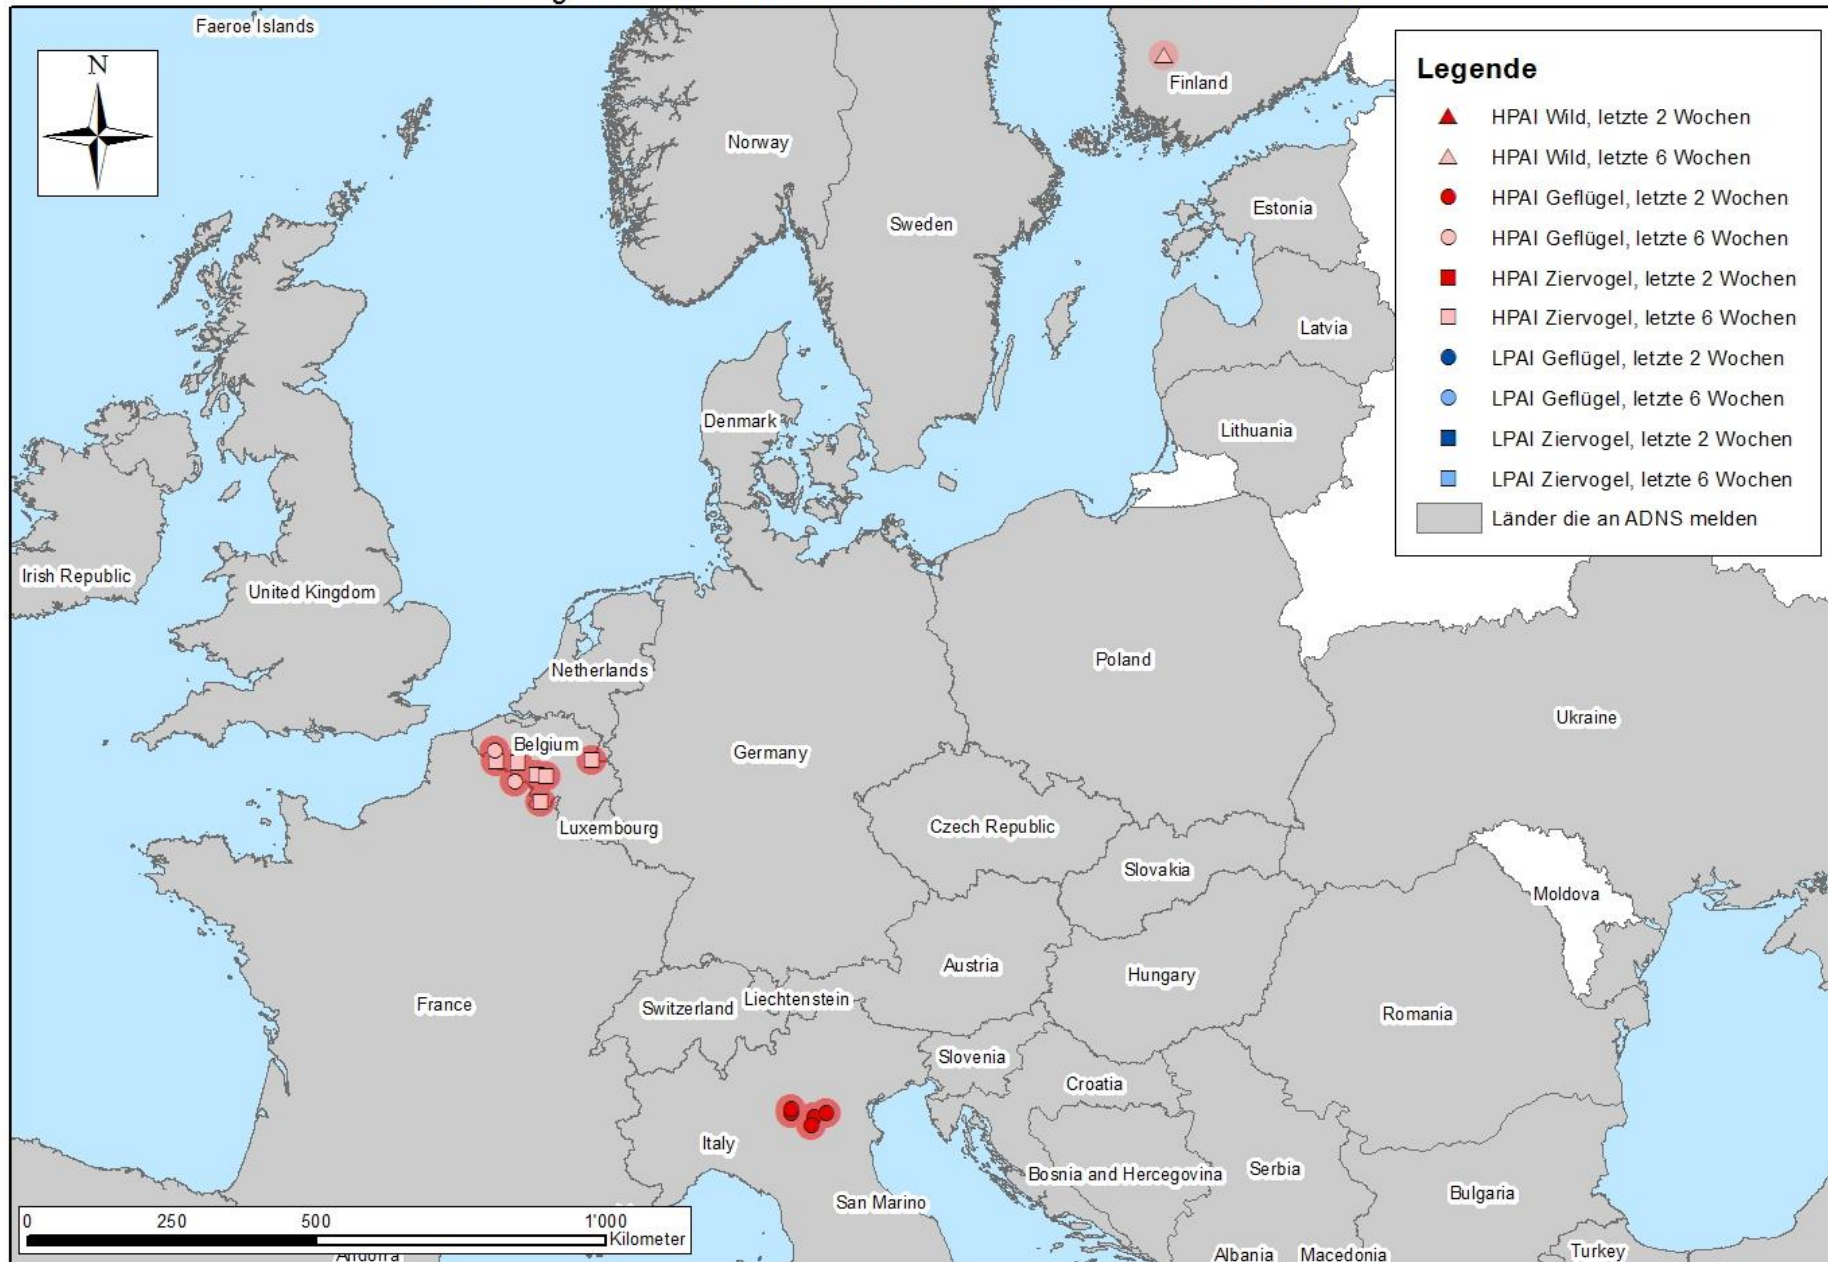 Faeroe Islands
N
Finland
Norway
Sweden
Estonia
Latvia
Lithuania
Denmark
Irish Republic
United Kingdom
Netherlands
Poland
Ukraine
Belgium
Germany
Luxembourg
Czech Republic
Slovakia
Moldova
Austria
Hungary
France
Switzerland
Liechtenstein
Romania
Slovenia
Croatia
Italy
Bosnia and Hercegovina
Serbia
Bulgaria
San Marino
Andorra
Albania
Macedonia
Turkey
0 250 500 1'000
Kilometer
Legende
HPAI Wild, letzte 2 Wochen
HPAI Wild, letzte 6 Wochen
HPAI Geflügel, letzte 2 Wochen
HPAI Geflügel, letzte 6 Wochen
HPAI Ziervogel, letzte 2 Wochen
HPAI Ziervogel, letzte 6 Wochen
LPAI Geflügel, letzte 2 Wochen
LPAI Geflügel, letzte 6 Wochen
LPAI Ziervogel, letzte 2 Wochen
LPAI Ziervogel, letzte 6 Wochen
Länder die an ADNS melden